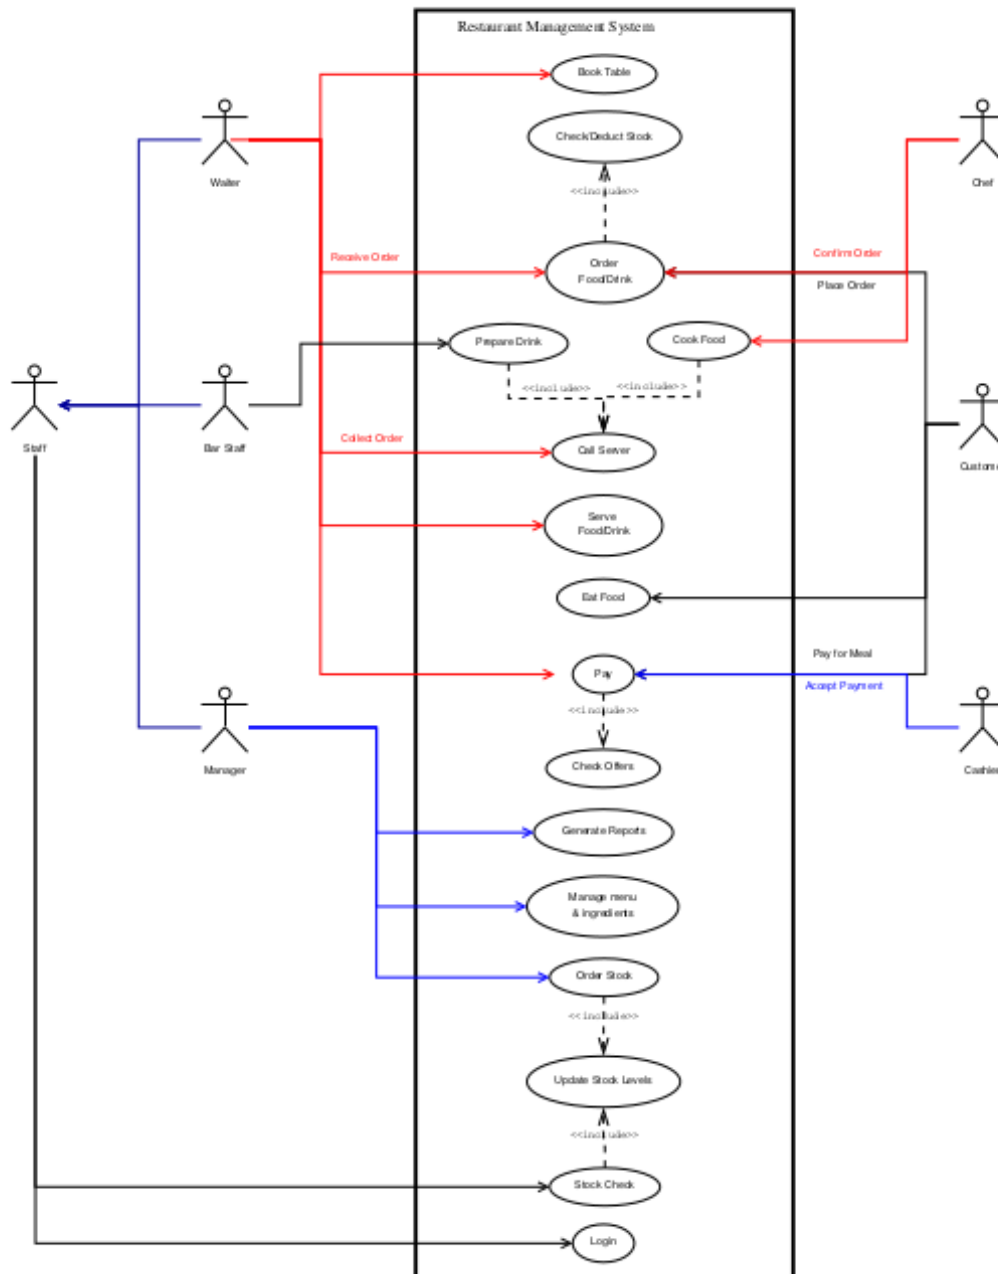 Restaurant Management System
Book Table
Check/Deduct Stock
Waiter
Chef
<<include>>
Receive Order
Order
Food/Drink
Confirm Order
Place Order
Prepare Drink
Cook Food
<<include>>
<<include>>
Staff
Bar Staff
Collect Order
Call Server
Custome
Serve
Food/Drink
Eat Food
Pay for Meal
Pay
Accept Payment
<<include>>
Manager
Check Offers
Cashie
Generate Reports
Manage menu
& ingredients
Order Stock
<<include>>
Update Stock Levels
<<include>>
Stock Check
Login